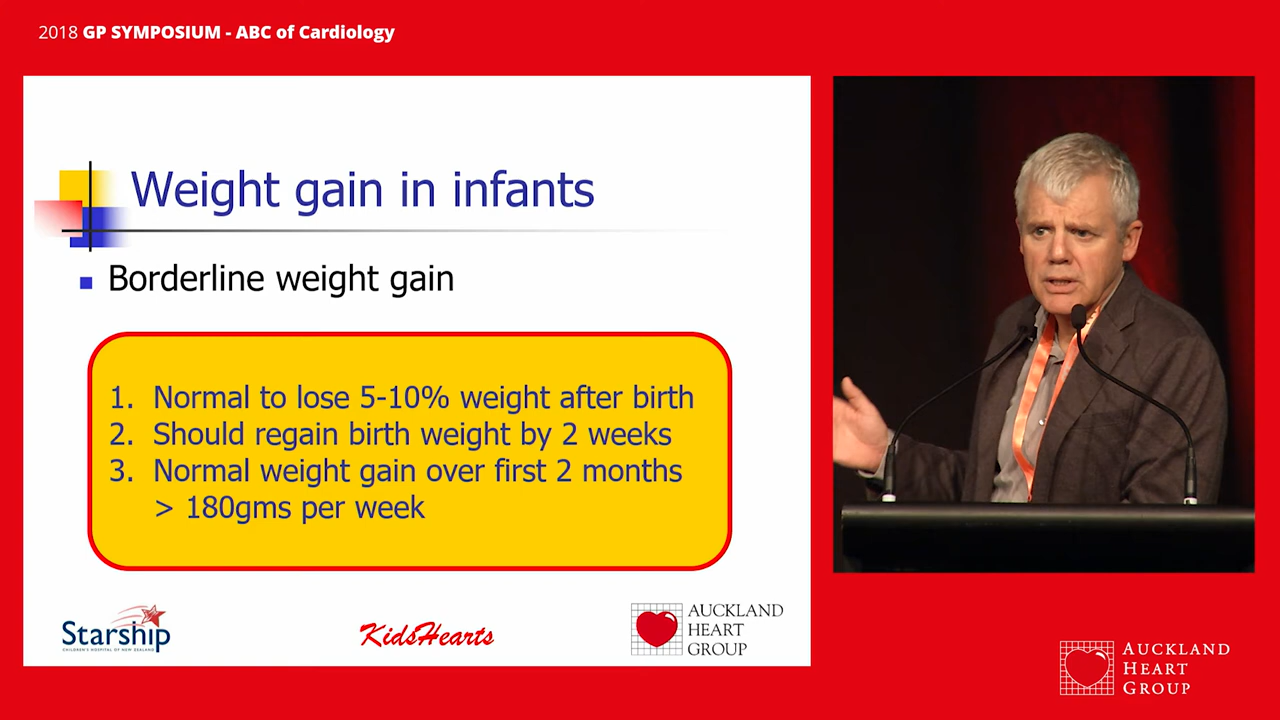 2018 GP SYMPOSIUM - ABC of Cardiology
Weight gain in infants
Borderline weight gain
1. Normal to lose 5-10% weight after birth
2. Should regain birth weight by 2 weeks
3. Normal weight gain over first 2 months
> 180gms per week
Starship
CHILDREN'S HOSPITAL OF NEW ZEALAND
KidsHearts
AUCKLAND
HEART
GROUP
AUCKLAND
HEART
GROUP